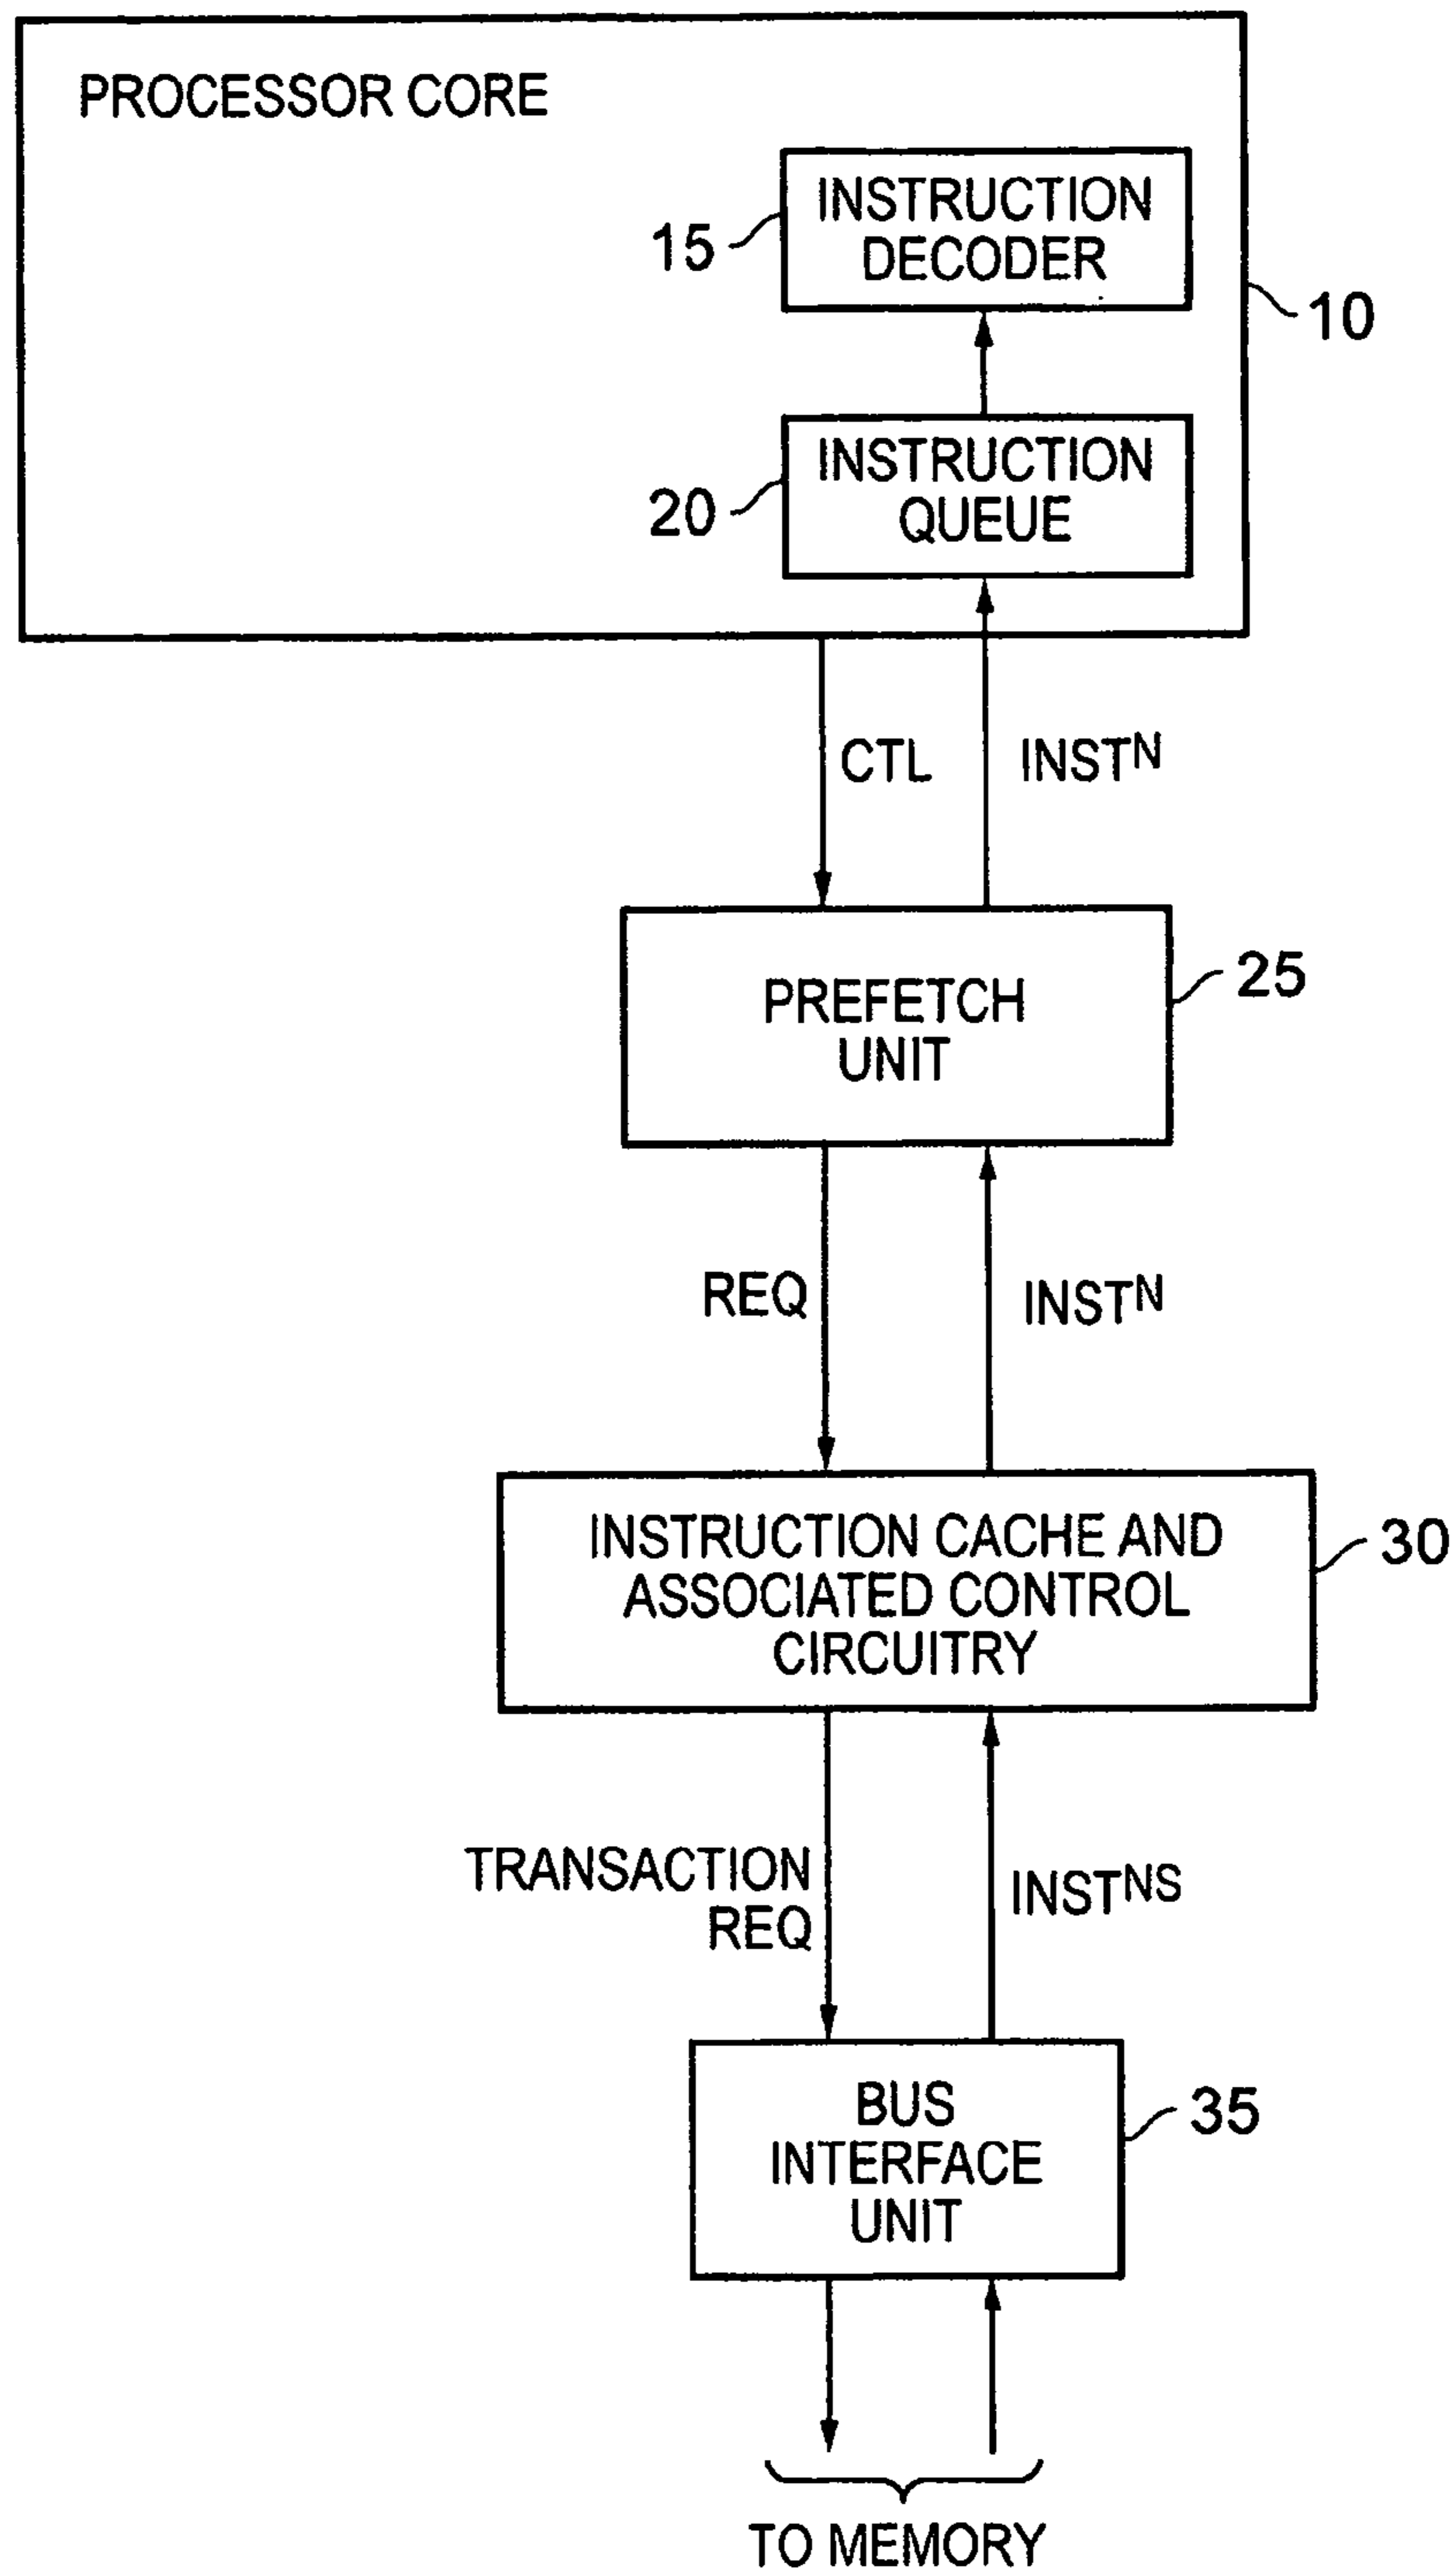 PROCESSOR CORE
INSTRUCTION
DECODER
15
10
INSTRUCTION
QUEUE
20
CTL
INSTᴺ
PREFETCH
UNIT
25
REQ
INSTᴺ
INSTRUCTION CACHE AND
ASSOCIATED CONTROL
CIRCUITRY
30
TRANSACTION
REQ
INSTᴺˢ
BUS
INTERFACE
UNIT
35
TO MEMORY